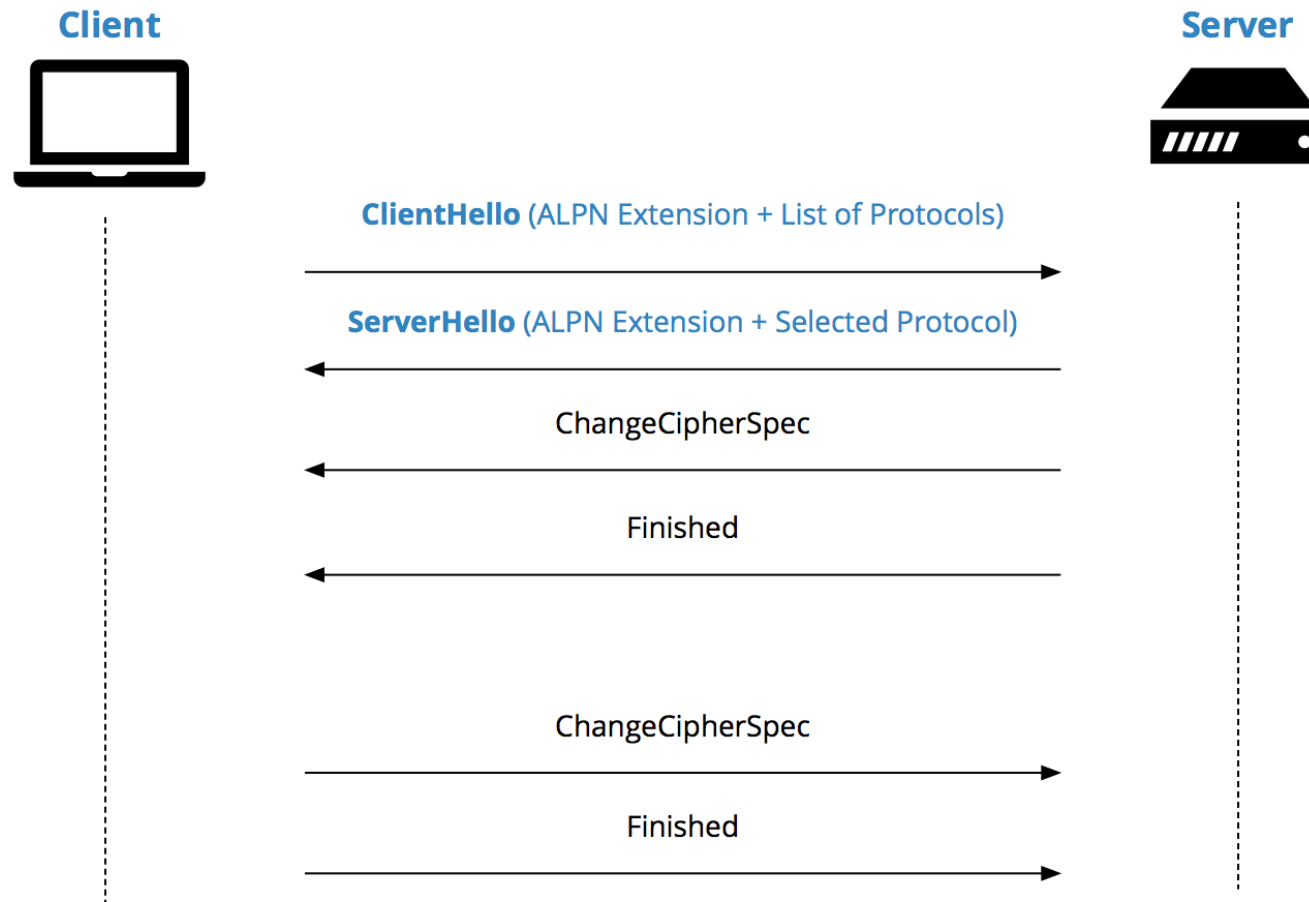 Client
Server
ClientHello (ALPN Extension + List of Protocols)
ServerHello (ALPN Extension + Selected Protocol)
ChangeCipherSpec
Finished
ChangeCipherSpec
Finished